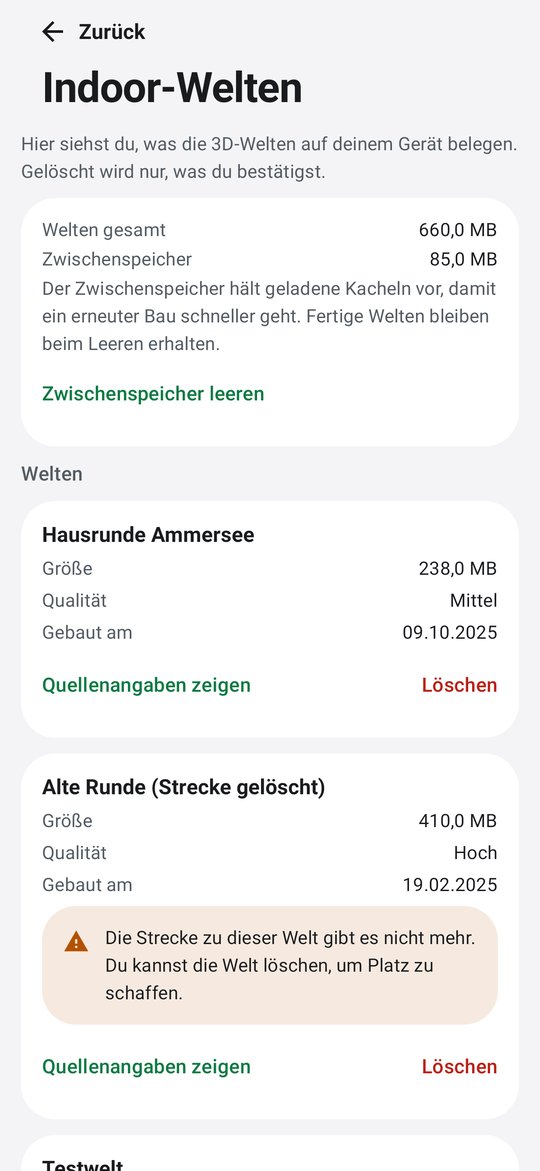 Zurück
Indoor-Welten
Hier siehst du, was die 3D-Welten auf deinem Gerät belegen.
Gelöscht wird nur, was du bestätigst.
Welten gesamt 660,0 MB
Zwischenspeicher 85,0 MB
Der Zwischenspeicher hält geladene Kacheln vor, damit
ein erneuter Bau schneller geht. Fertige Welten bleiben
beim Leeren erhalten.
Zwischenspeicher leeren
Welten
Hausrunde Ammersee
Größe 238,0 MB
Qualität Mittel
Gebaut am 09.10.2025
Quellenangaben zeigen Löschen
Alte Runde (Strecke gelöscht)
Größe 410,0 MB
Qualität Hoch
Gebaut am 19.02.2025
Die Strecke zu dieser Welt gibt es nicht mehr.
Du kannst die Welt löschen, um Platz zu
schaffen.
Quellenangaben zeigen Löschen
Testwelt